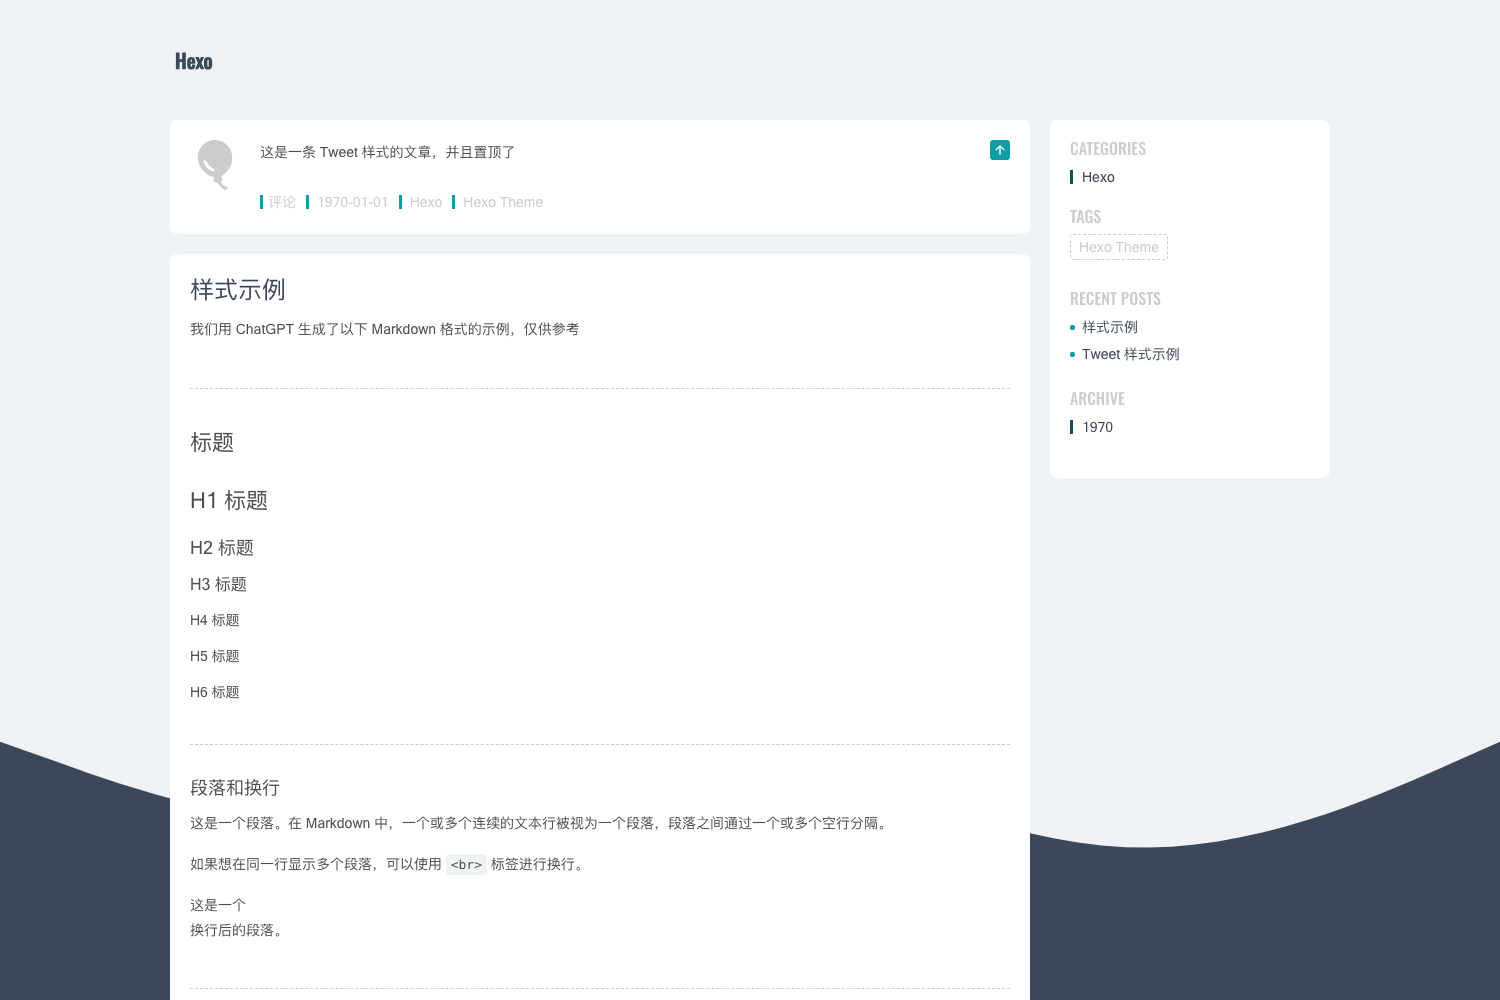 Hexo
这是一条 Tweet 样式的文章，并且置顶了
评论 1970-01-01 Hexo Hexo Theme
样式示例
我们用 ChatGPT 生成了以下 Markdown 格式的示例，仅供参考
标题
H1 标题
H2 标题
H3 标题
H4 标题
H5 标题
H6 标题
段落和换行
这是一个段落。在 Markdown 中，一个或多个连续的文本行被视为一个段落，段落之间通过一个或多个空行分隔。
如果想在同一行显示多个段落，可以使用 <br> 标签进行换行。
这是一个
换行后的段落。
CATEGORIES
Hexo
TAGS
Hexo Theme
RECENT POSTS
样式示例
Tweet 样式示例
ARCHIVE
1970